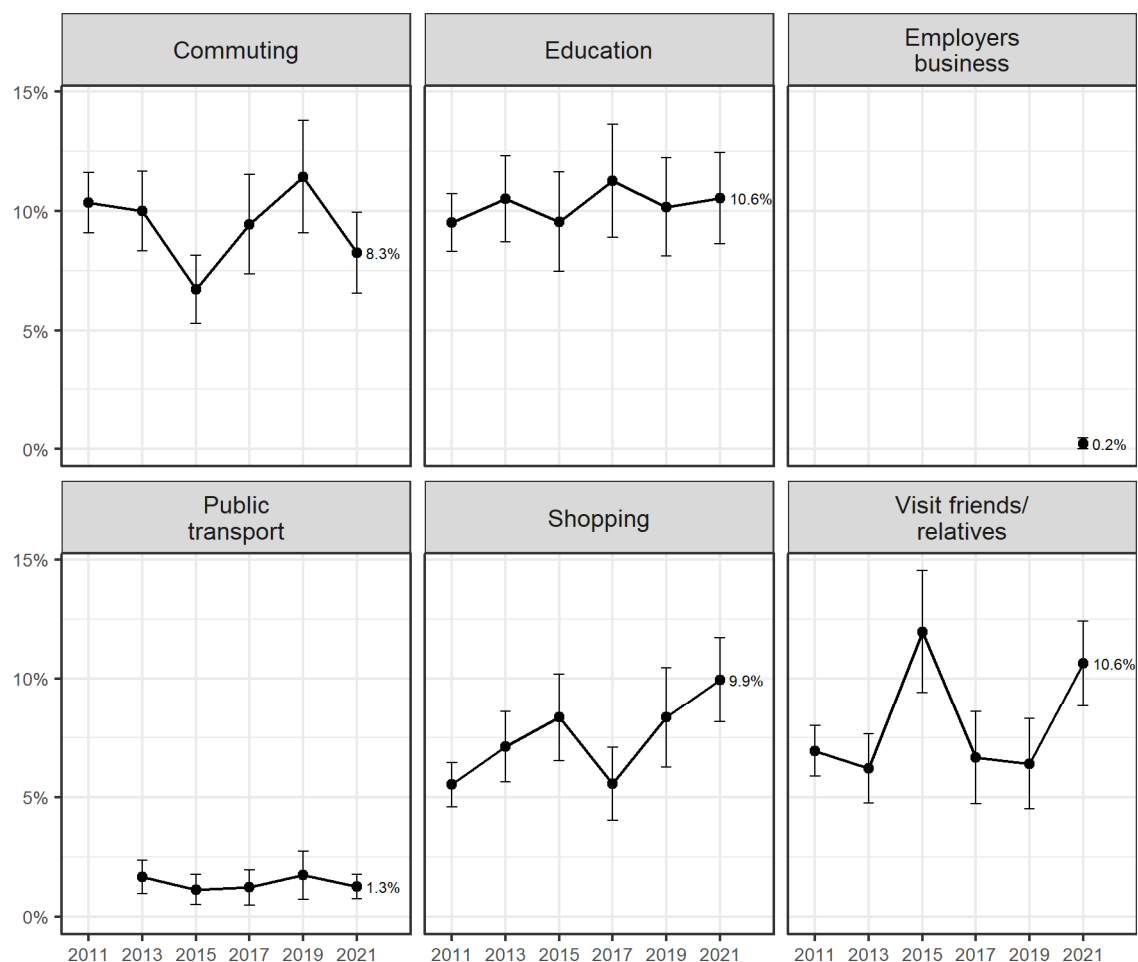 Commuting
Education
Employers
business
15%
10%
5%
0%
8.3%
10.6%
0.2%
Public
transport
Shopping
Visit friends/
relatives
15%
10%
5%
0%
1.3%
9.9%
10.6%
2011 2013 2015 2017 2019 2021
2011 2013 2015 2017 2019 2021
2011 2013 2015 2017 2019 2021